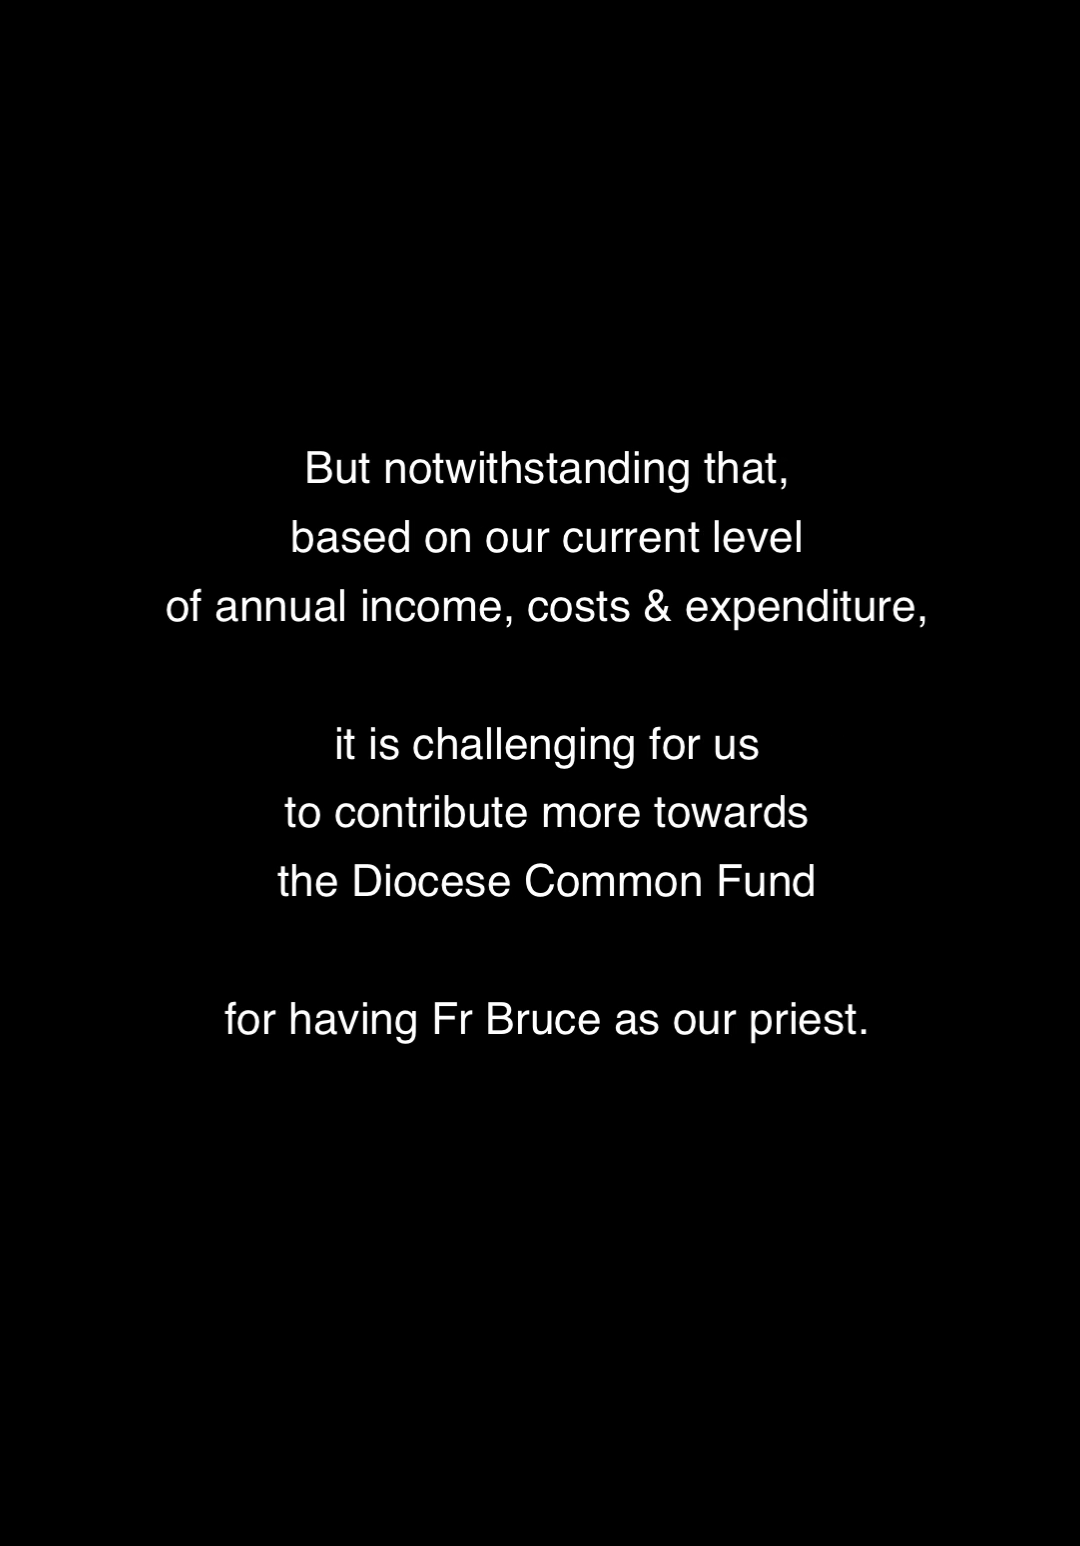 But notwithstanding that,
based on our current level
of annual income, costs & expenditure,
it is challenging for us
to contribute more towards
the Diocese Common Fund
for having Fr Bruce as our priest.